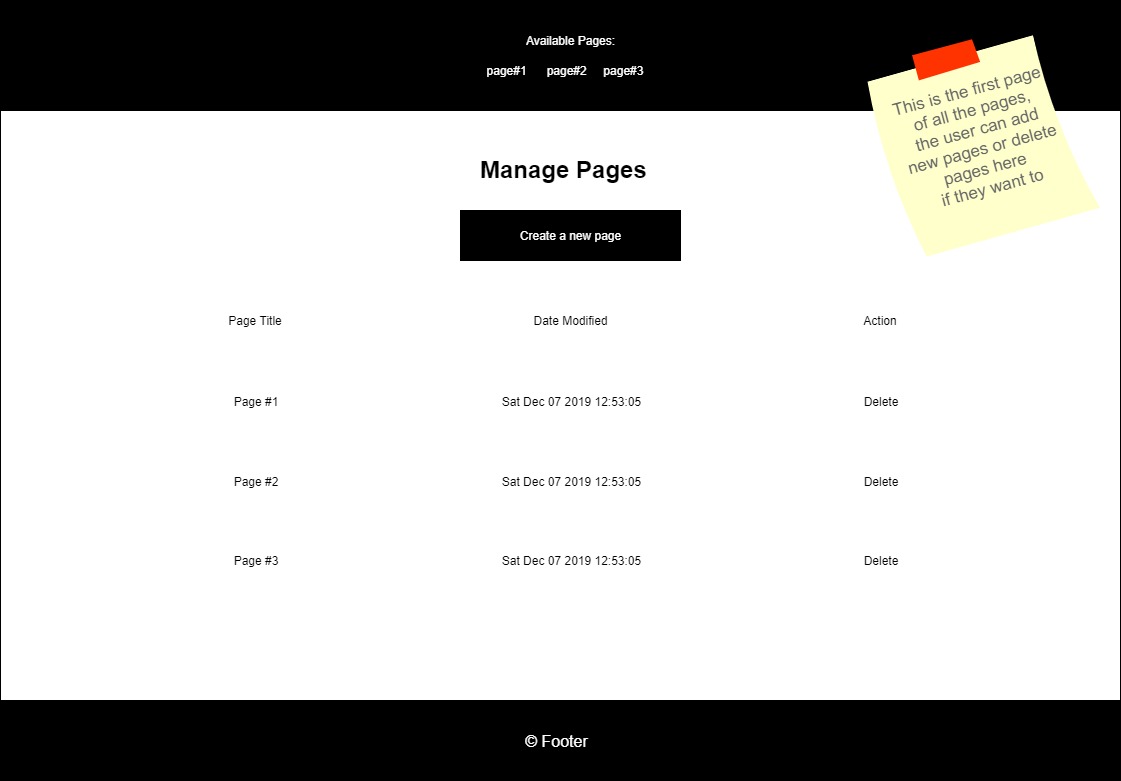 Available Pages:
page#1 page#2 page#3
This is the first page
of all the pages,
the user can add
new pages or delete
pages here
if they want to
Manage Pages
Create a new page
Page Title Date Modified Action
Page #1 Sat Dec 07 2019 12:53:05 Delete
Page #2 Sat Dec 07 2019 12:53:05 Delete
Page #3 Sat Dec 07 2019 12:53:05 Delete
© Footer